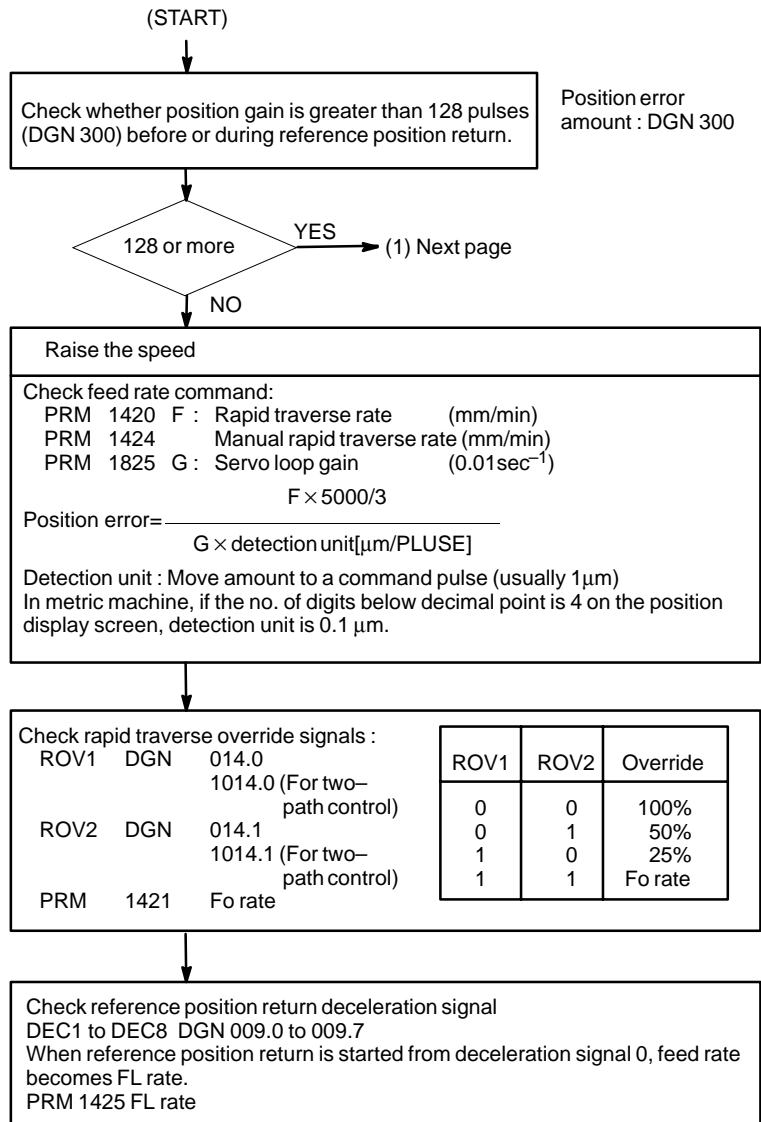 (START)
Check whether position gain is greater than 128 pulses
(DGN 300) before or during reference position return.
Position error
amount : DGN 300
128 or more
YES
(1) Next page
NO
Raise the speed
Check feed rate command:
PRM 1420 F : Rapid traverse rate (mm/min)
PRM 1424 Manual rapid traverse rate (mm/min)
PRM 1825 G : Servo loop gain (0.01sec–1)
F × 5000/3
Position error=
G × detection unit[μm/PLUSE]
Detection unit : Move amount to a command pulse (usually 1μm)
In metric machine, if the no. of digits below decimal point is 4 on the position
display screen, detection unit is 0.1 μm.
Check rapid traverse override signals :
ROV1 DGN 014.0
1014.0 (For two–
path control)
ROV2 DGN 014.1
1014.1 (For two–
path control)
PRM 1421 Fo rate
ROV1 ROV2 Override
0 0 100%
0 1 50%
1 0 25%
1 1 Fo rate
Check reference position return deceleration signal
DEC1 to DEC8 DGN 009.0 to 009.7
When reference position return is started from deceleration signal 0, feed rate
becomes FL rate.
PRM 1425 FL rate